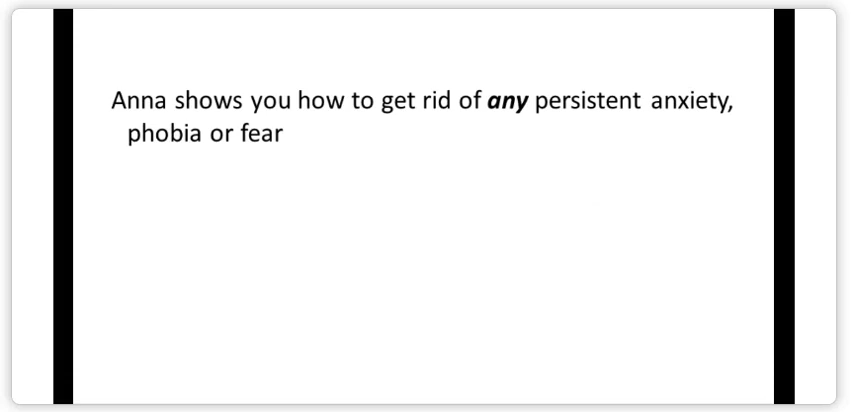 Anna shows you how to get rid of any persistent anxiety,
phobia or fear